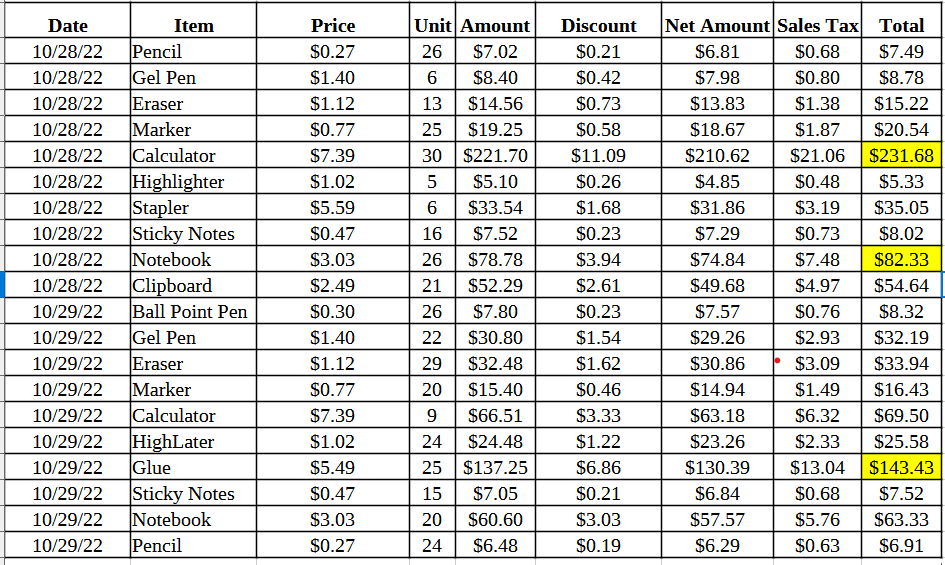 Date Item Price Unit Amount Discount Net Amount Sales Tax Total
10/28/22 Pencil $0.27 26 $7.02 $0.21 $6.81 $0.68 $7.49
10/28/22 Gel Pen $1.40 6 $8.40 $0.42 $7.98 $0.80 $8.78
10/28/22 Eraser $1.12 13 $14.56 $0.73 $13.83 $1.38 $15.22
10/28/22 Marker $0.77 25 $19.25 $0.58 $18.67 $1.87 $20.54
10/28/22 Calculator $7.39 30 $221.70 $11.09 $210.62 $21.06 $231.68
10/28/22 Highlighter $1.02 5 $5.10 $0.26 $4.85 $0.48 $5.33
10/28/22 Stapler $5.59 6 $33.54 $1.68 $31.86 $3.19 $35.05
10/28/22 Sticky Notes $0.47 16 $7.52 $0.23 $7.29 $0.73 $8.02
10/28/22 Notebook $3.03 26 $78.78 $3.94 $74.84 $7.48 $82.33
10/28/22 Clipboard $2.49 21 $52.29 $2.61 $49.68 $4.97 $54.64
10/29/22 Ball Point Pen $0.30 26 $7.80 $0.23 $7.57 $0.76 $8.32
10/29/22 Gel Pen $1.40 22 $30.80 $1.54 $29.26 $2.93 $32.19
10/29/22 Eraser $1.12 29 $32.48 $1.62 $30.86 $3.09 $33.94
10/29/22 Marker $0.77 20 $15.40 $0.46 $14.94 $1.49 $16.43
10/29/22 Calculator $7.39 9 $66.51 $3.33 $63.18 $6.32 $69.50
10/29/22 HighLater $1.02 24 $24.48 $1.22 $23.26 $2.33 $25.58
10/29/22 Glue $5.49 25 $137.25 $6.86 $130.39 $13.04 $143.43
10/29/22 Sticky Notes $0.47 15 $7.05 $0.21 $6.84 $0.68 $7.52
10/29/22 Notebook $3.03 20 $60.60 $3.03 $57.57 $5.76 $63.33
10/29/22 Pencil $0.27 24 $6.48 $0.19 $6.29 $0.63 $6.91